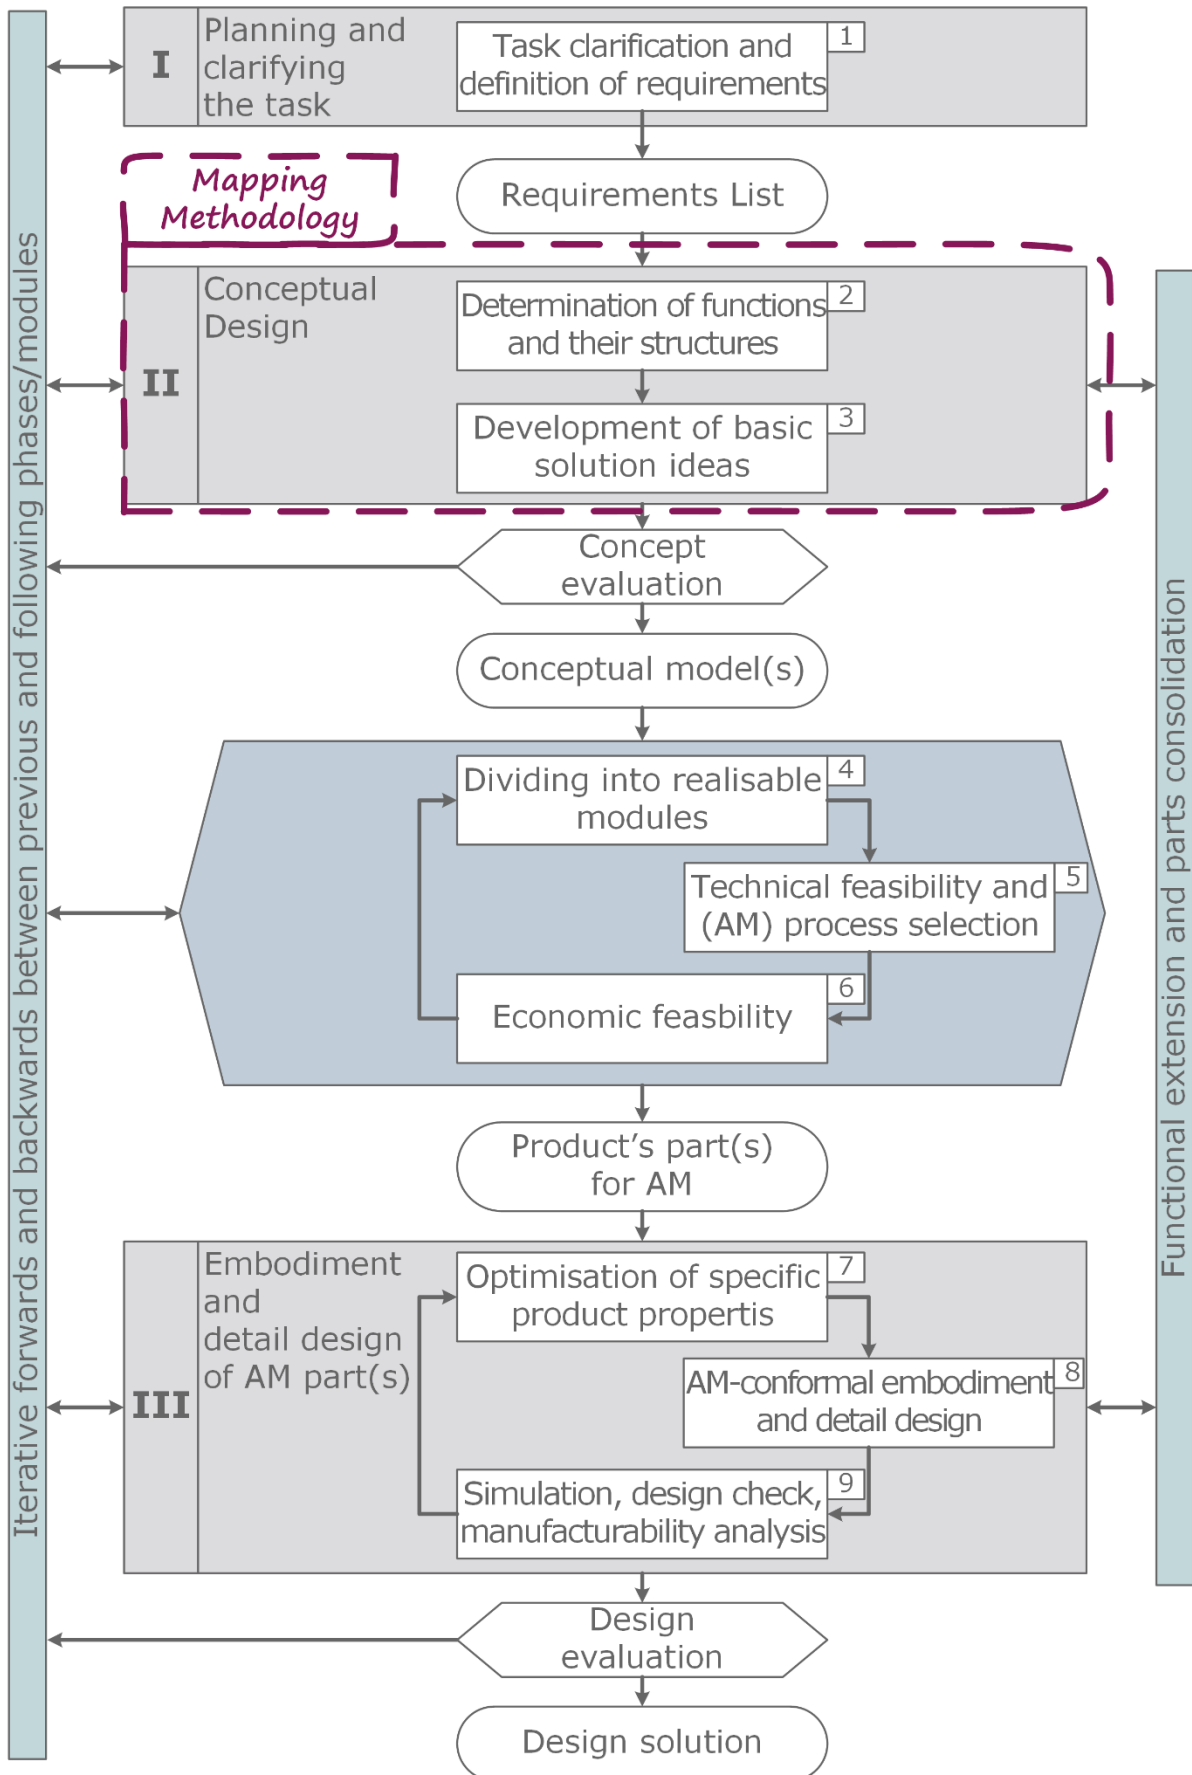 I
Planning and
clarifying
the task
1
Task clarification and
definition of requirements
Mapping
Methodology
Requirements List
II
Conceptual
Design
2
Determination of functions
and their structures
3
Development of basic
solution ideas
Concept
evaluation
Conceptual model(s)
4
Dividing into realisable
modules
5
Technical feasibility and
(AM) process selection
6
Economic feasbility
Product's part(s)
for AM
III
Embodiment
and
detail design
of AM part(s)
7
Optimisation of specific
product propertis
8
AM-conformal embodiment
and detail design
9
Simulation, design check,
manufacturability analysis
Design
evaluation
Design solution
Iterative forwards and backwards between previous and following phases/modules
Functional extension and parts consolidation